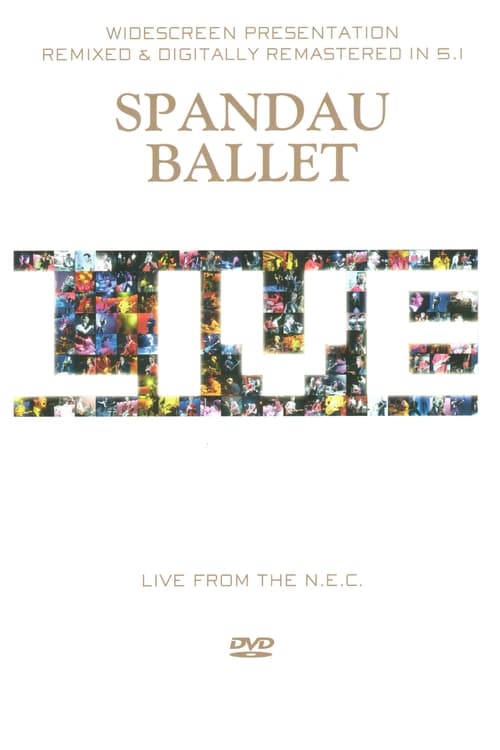 WIDESCREEN PRESENTATION
REMIXED & DIGITALLY REMASTERED IN 5.1
SPANDAU
BALLET
LIVE
LIVE FROM THE N.E.C.
DVD